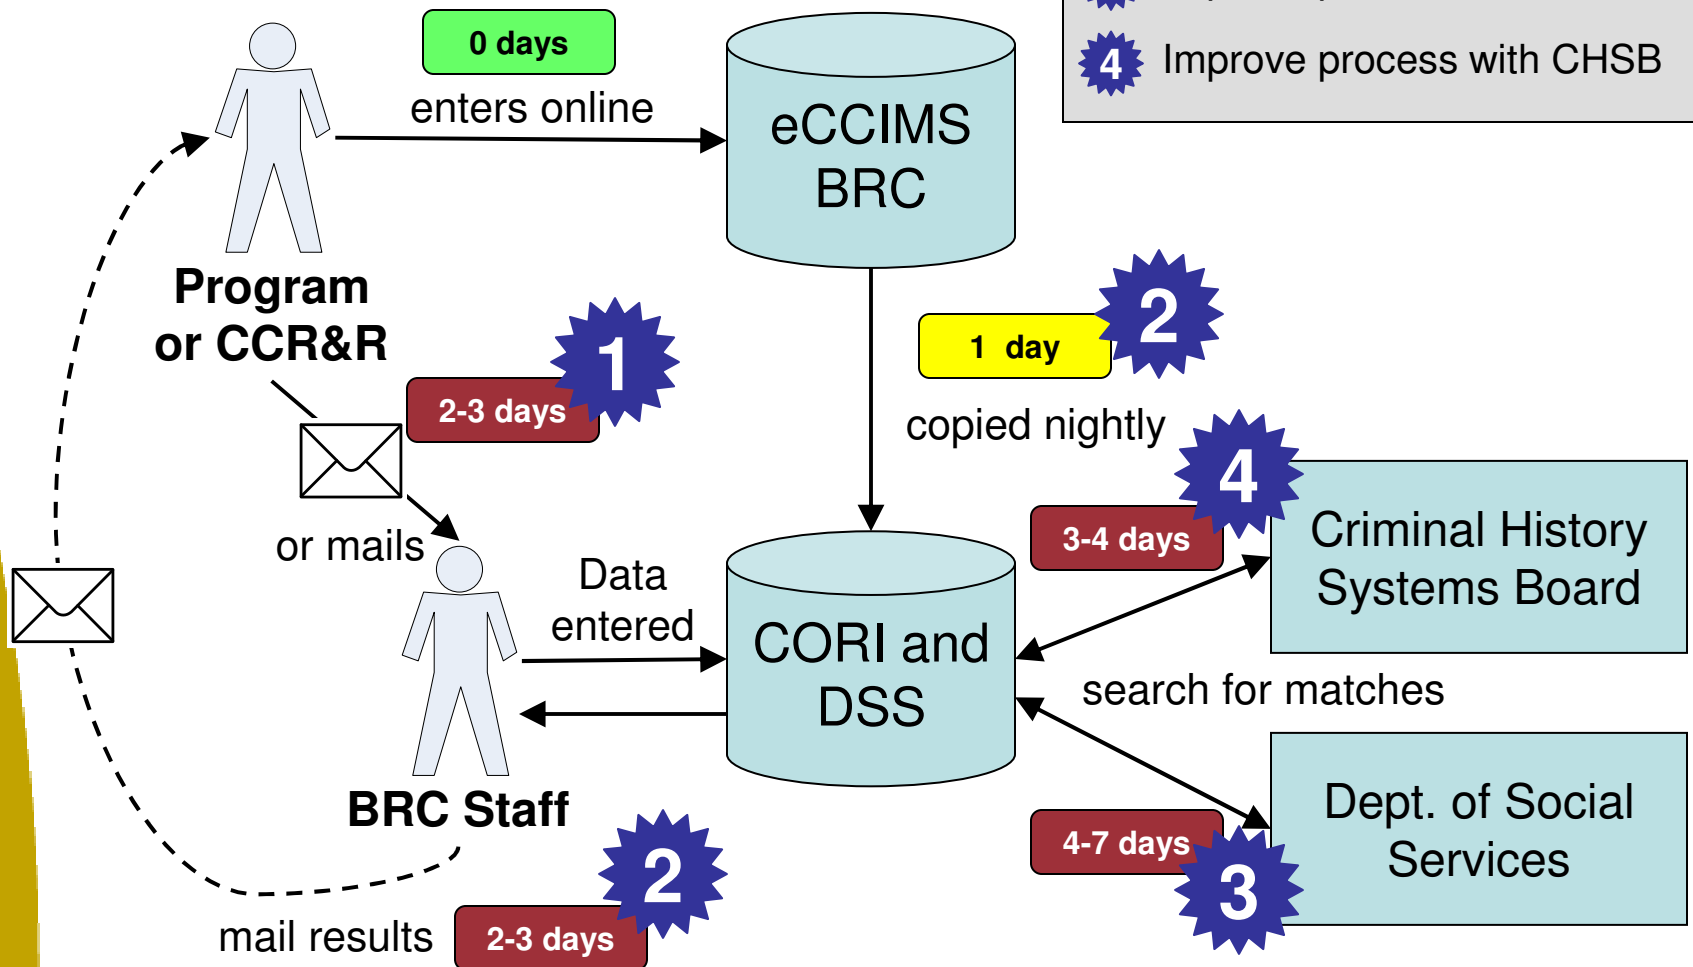 0 days
enters online
eCCIMS
BRC
4 Improve process with CHSB
Program
or CCR&R
1
2-3 days
2
1 day
copied nightly
or mails
Data
entered
CORI and
DSS
4
3-4 days
Criminal History
Systems Board
search for matches
BRC Staff
4-7 days
3
Dept. of Social
Services
2
mail results
2-3 days